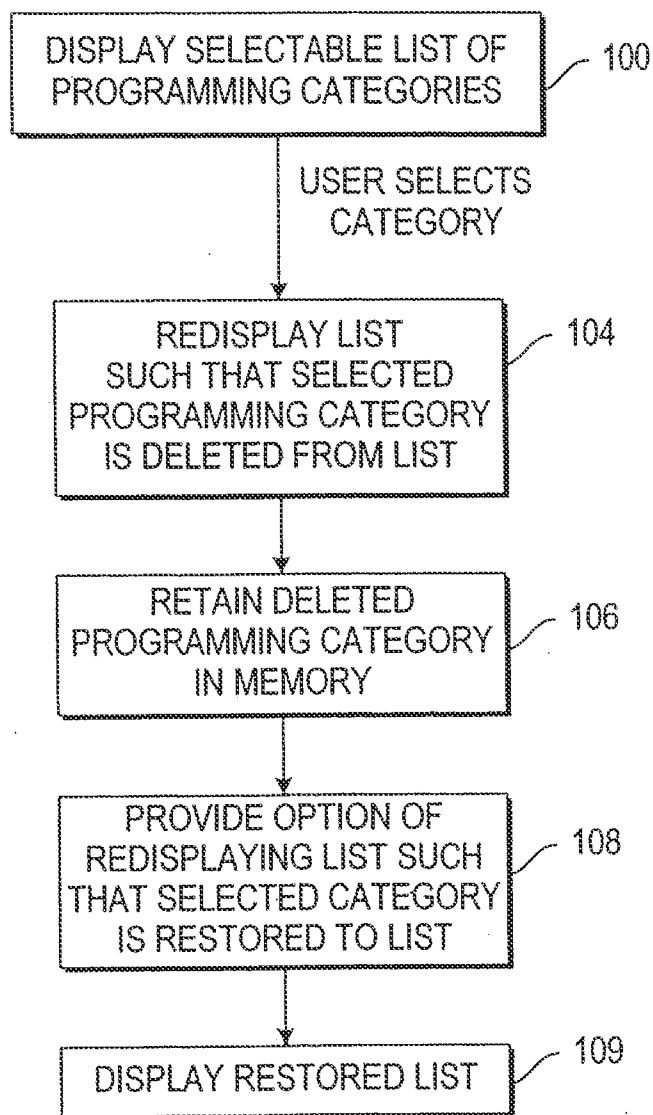 DISPLAY SELECTABLE LIST OF
PROGRAMMING CATEGORIES
100
USER SELECTS
CATEGORY
REDISPLAY LIST
SUCH THAT SELECTED
PROGRAMMING CATEGORY
IS DELETED FROM LIST
104
RETAIN DELETED
PROGRAMMING CATEGORY
IN MEMORY
106
PROVIDE OPTION OF
REDISPLAYING LIST SUCH
THAT SELECTED CATEGORY
IS RESTORED TO LIST
108
DISPLAY RESTORED LIST
109